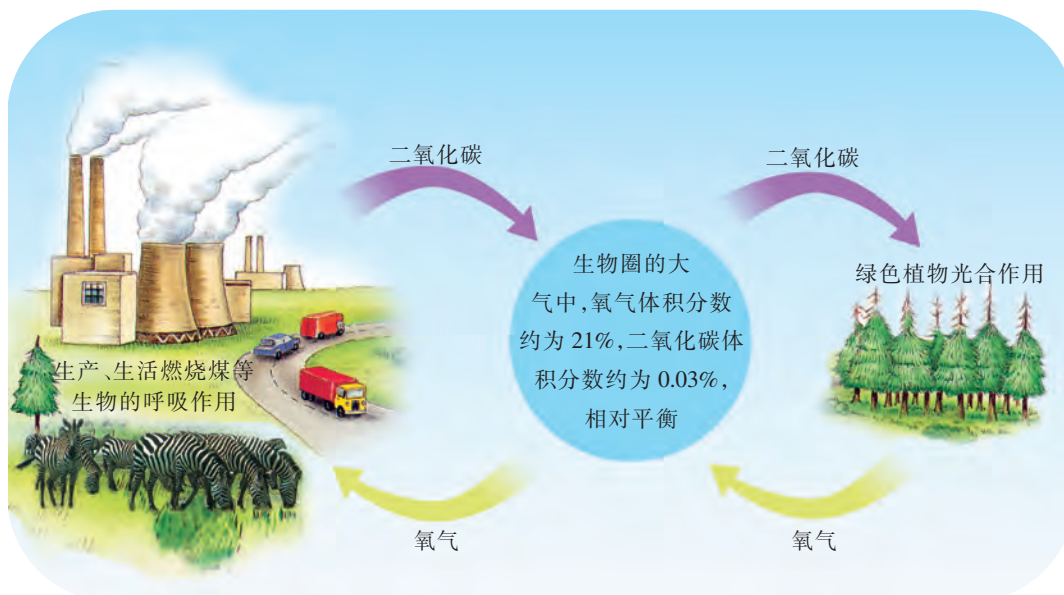 二氧化碳
二氧化碳
生物圈的大
气中,氧气体积分数
约为 21%,二氧化碳体
积分数约为 0.03%,
相对平衡
绿色植物光合作用
生产、生活燃烧煤等
生物的呼吸作用
氧气
氧气